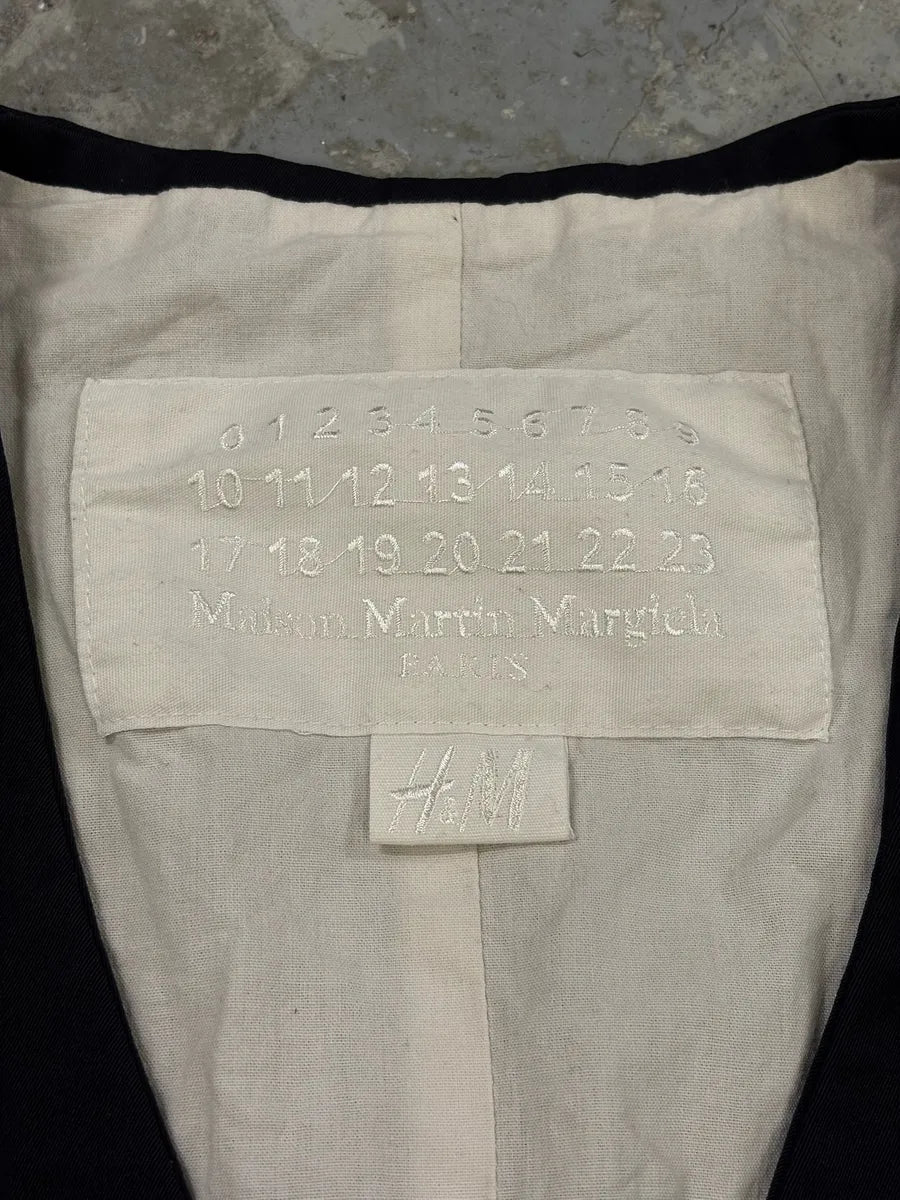 0 1 2 3 4 5 6 7 8 9
10 11 12 13 14 15 16
17 18 19 20 21 22 23
Maison Martin Margiela
PARIS
H&M